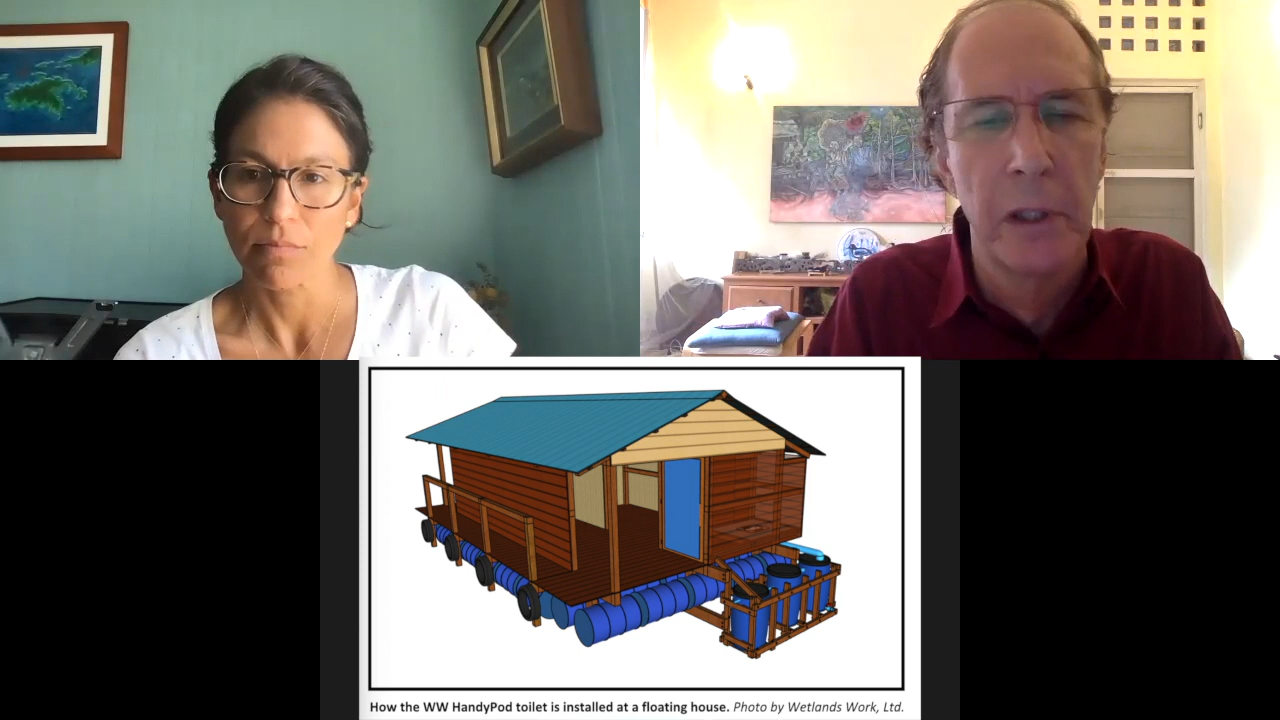 How the WW HandyPod toilet is installed at a floating house. Photo by Wetlands Work, Ltd.